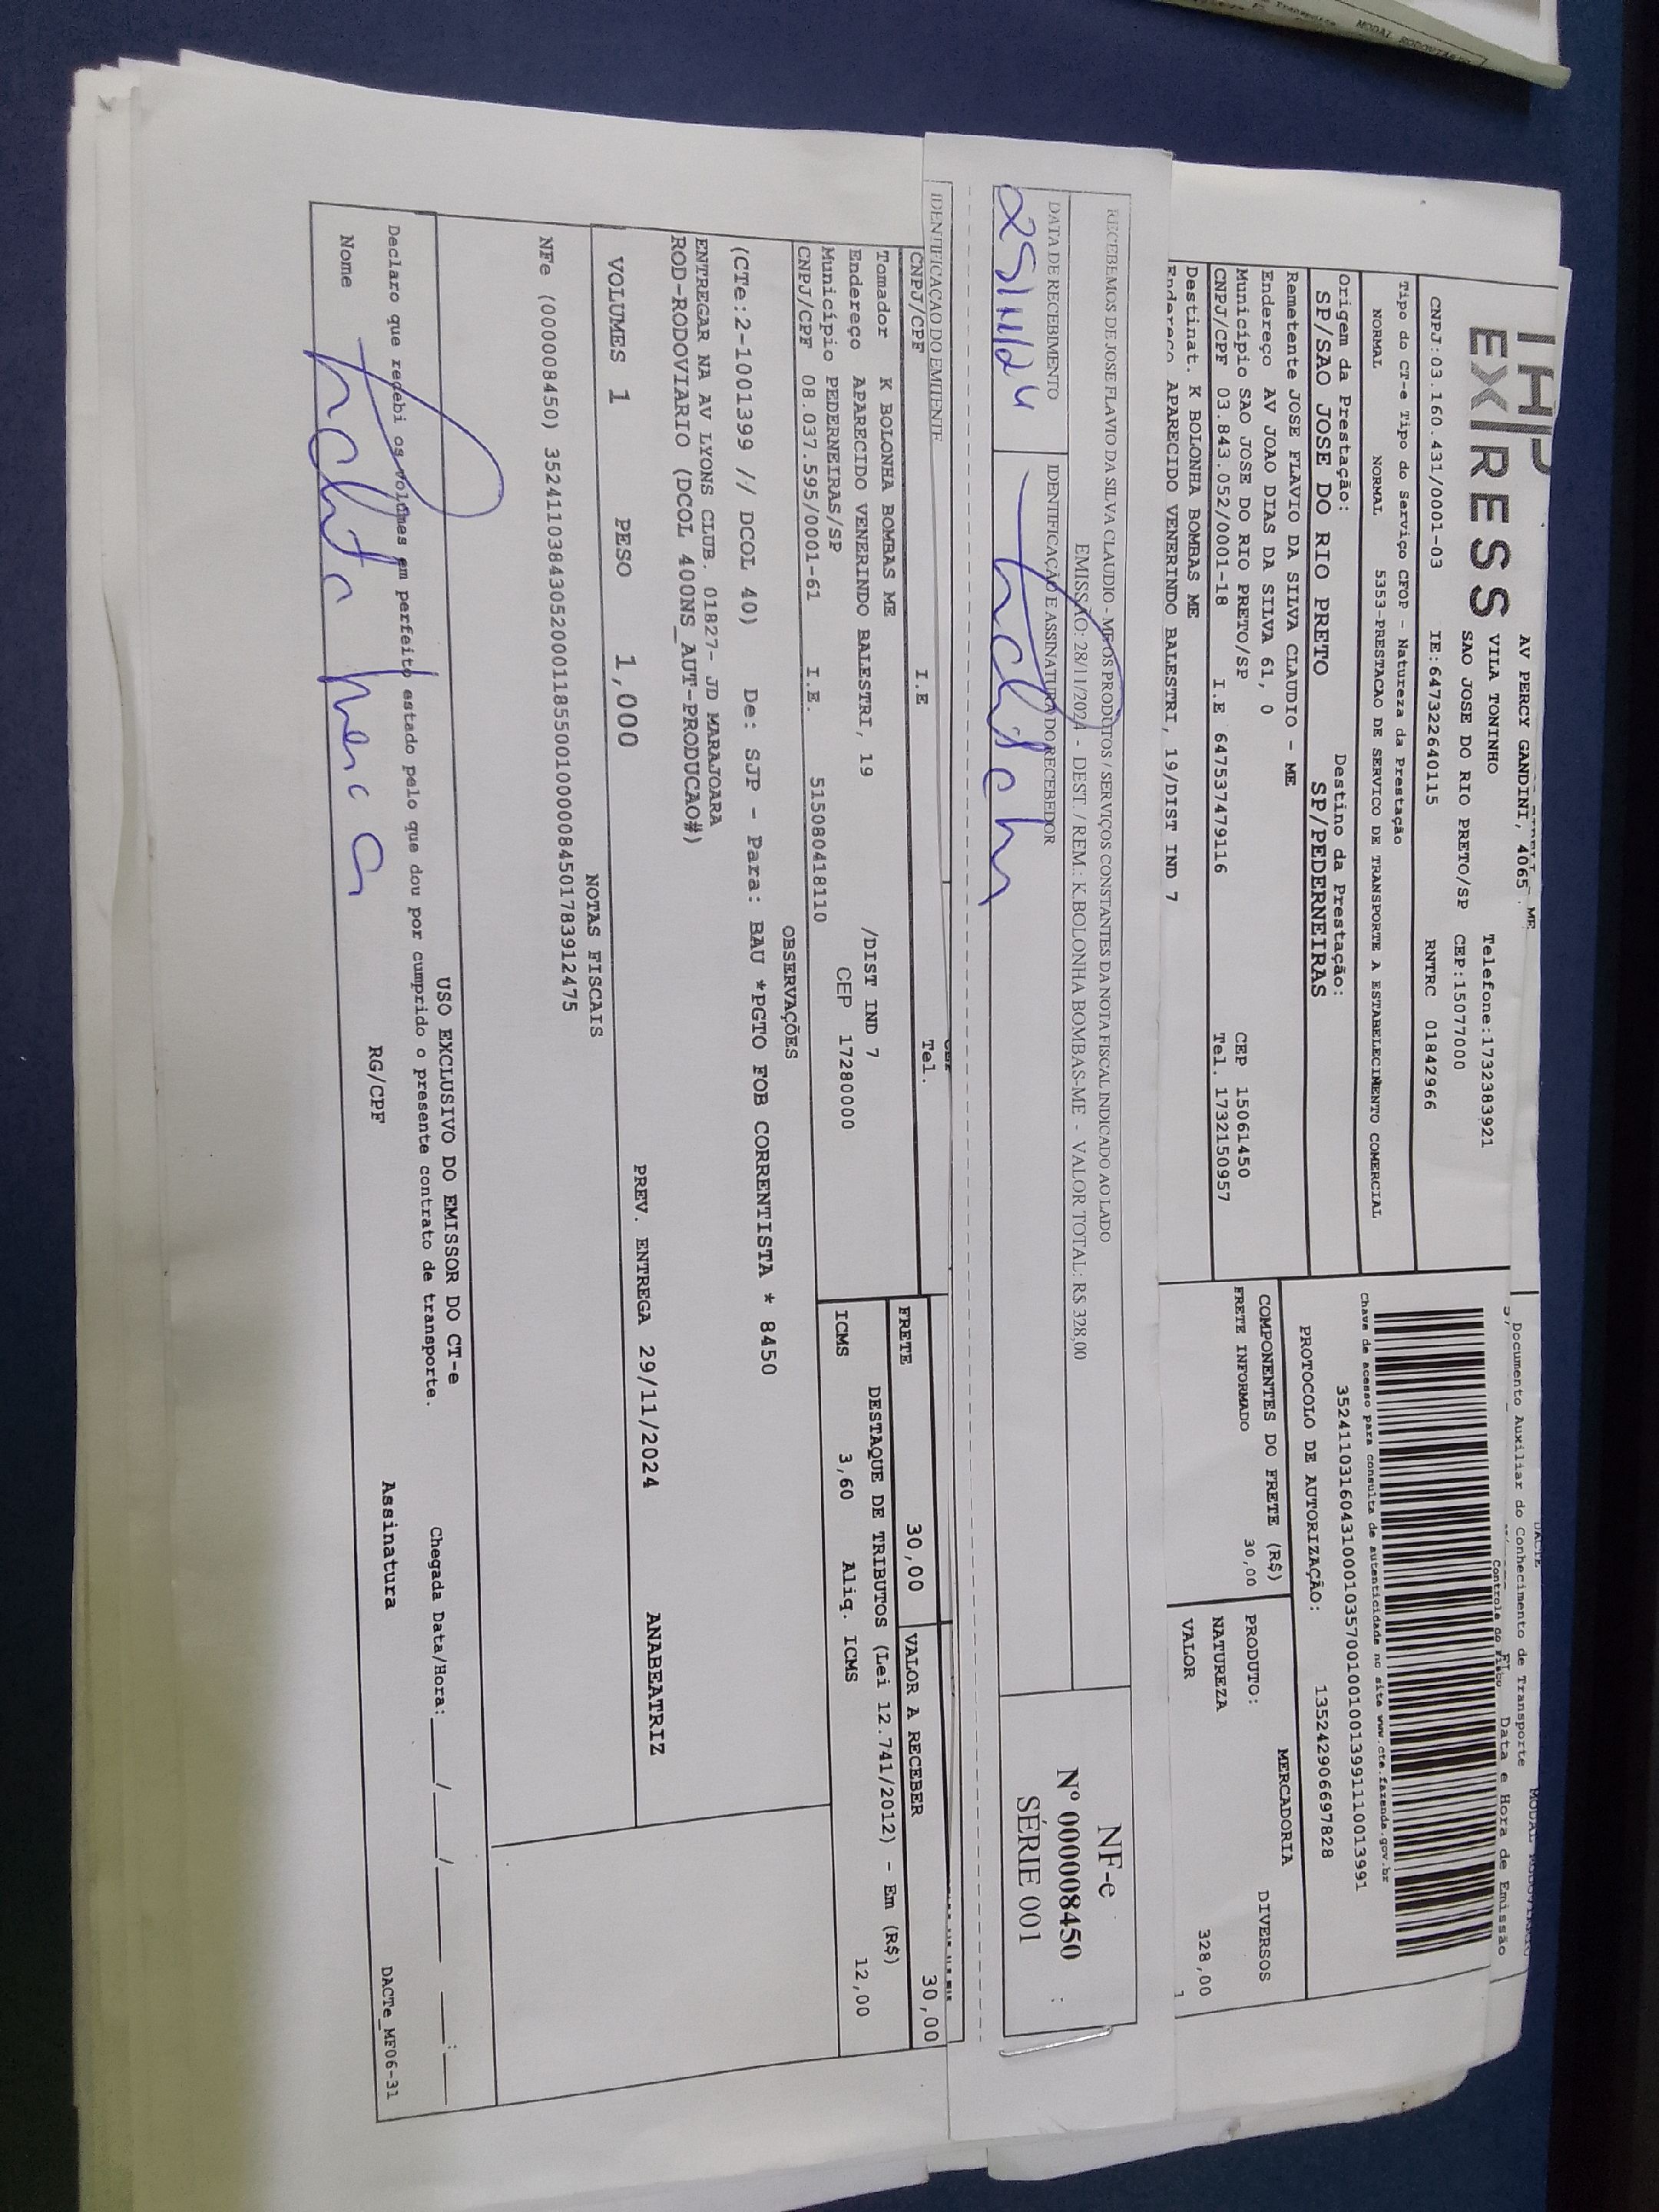 EXPRESS
AV PERCY GANDINI, 4065
VILA TONINHO
Telefone:1732383921
SAO JOSE DO RIO PRETO/SP CEP:15077000
CNPJ:03.160.431/0001-03 IE:647322640115 RNTRC 01842966
Tipo do CT-e Tipo do Serviço CFOP - Natureza da Prestação
NORMAL NORMAL 5353-PRESTACAO DE SERVICO DE TRANSPORTE A ESTABELECIMENTO COMERCIAL
Origem da Prestação: Destino da Prestação:
SP/SAO JOSE DO RIO PRETO SP/PEDERNEIRAS
Remetente JOSE FLAVIO DA SILVA CLAUDIO - ME
Endereço AV JOAO DIAS DA SILVA 61, 0
Município SAO JOSE DO RIO PRETO/SP CEP 15061450
CNPJ/CPF 03.843.052/0001-18 I.E 647537479116 Tel. 1732150957
Destinat. K BOLONHA BOMBAS ME
Endereço APARECIDO VENERINDO BALESTRI, 19/DIST IND 7
DACTE
MODAL RODOVIARIO
Documento Auxiliar do Conhecimento de Transporte
Controle do Fisco
Data e Hora de Emissão
Chave de acesso para consulta de autenticidade no site www.cte.fazenda.gov.br
35241103160431000103570010010013991110013991
PROTOCOLO DE AUTORIZAÇÃO: 135242906697828
COMPONENTES DO FRETE (R$)
FRETE INFORMADO 30,00
MERCADORIA
PRODUTO: DIVERSOS
NATUREZA
VALOR 328,00
RECEBEMOS DE JOSE FLAVIO DA SILVA CLAUDIO - ME OS PRODUTOS / SERVIÇOS CONSTANTES DA NOTA FISCAL INDICADO AO LADO
EMISSÃO: 28/11/2024 - DEST / REM.: K.BOLONHA BOMBAS-ME - VALOR TOTAL: R$ 328,00
DATA DE RECEBIMENTO
IDENTIFICAÇÃO E ASSINATURA DO RECEBEDOR
NF-e
Nº 000008450
SÉRIE 001
IDENTIFICAÇÃO DO EMITENTE
CNPJ/CPF I.E Tel.
Tomador K BOLONHA BOMBAS ME
Endereço APARECIDO VENERINDO BALESTRI, 19 /DIST IND 7
Município PEDERNEIRAS/SP CEP 17280000
CNPJ/CPF 08.037.595/0001-61 I.E. 515080418110
FRETE 30,00
VALOR A RECEBER 30,00
DESTAQUE DE TRIBUTOS (Lei 12.741/2012) - Em (R$)
ICMS 3,60 Aliq. ICMS 12,00
OBSERVAÇÕES
(CTe:2-1001399 // DCOL 40) De: SJP - Para: BAU *PGTO FOB CORRENTISTA * 8450
ENTREGAR NA AV LYONS CLUB. 01827- JD MARAJOARA
ROD-RODOVIARIO (DCOL 400NS_AUT-PRODUCAO#)
VOLUMES 1 PESO 1,000 PREV. ENTREGA 29/11/2024 ANABEATRIZ
NOTAS FISCAIS
NFe (000008450) 35241103843052000118550010000084501783912475
USO EXCLUSIVO DO EMISSOR DO CT-e
Declaro que recebi os volumes em perfeito estado pelo que dou por cumprido o presente contrato de transporte. Chegada Data/Hora:____/____/______ ___:___
Nome RG/CPF Assinatura
DACTe_MF06-31